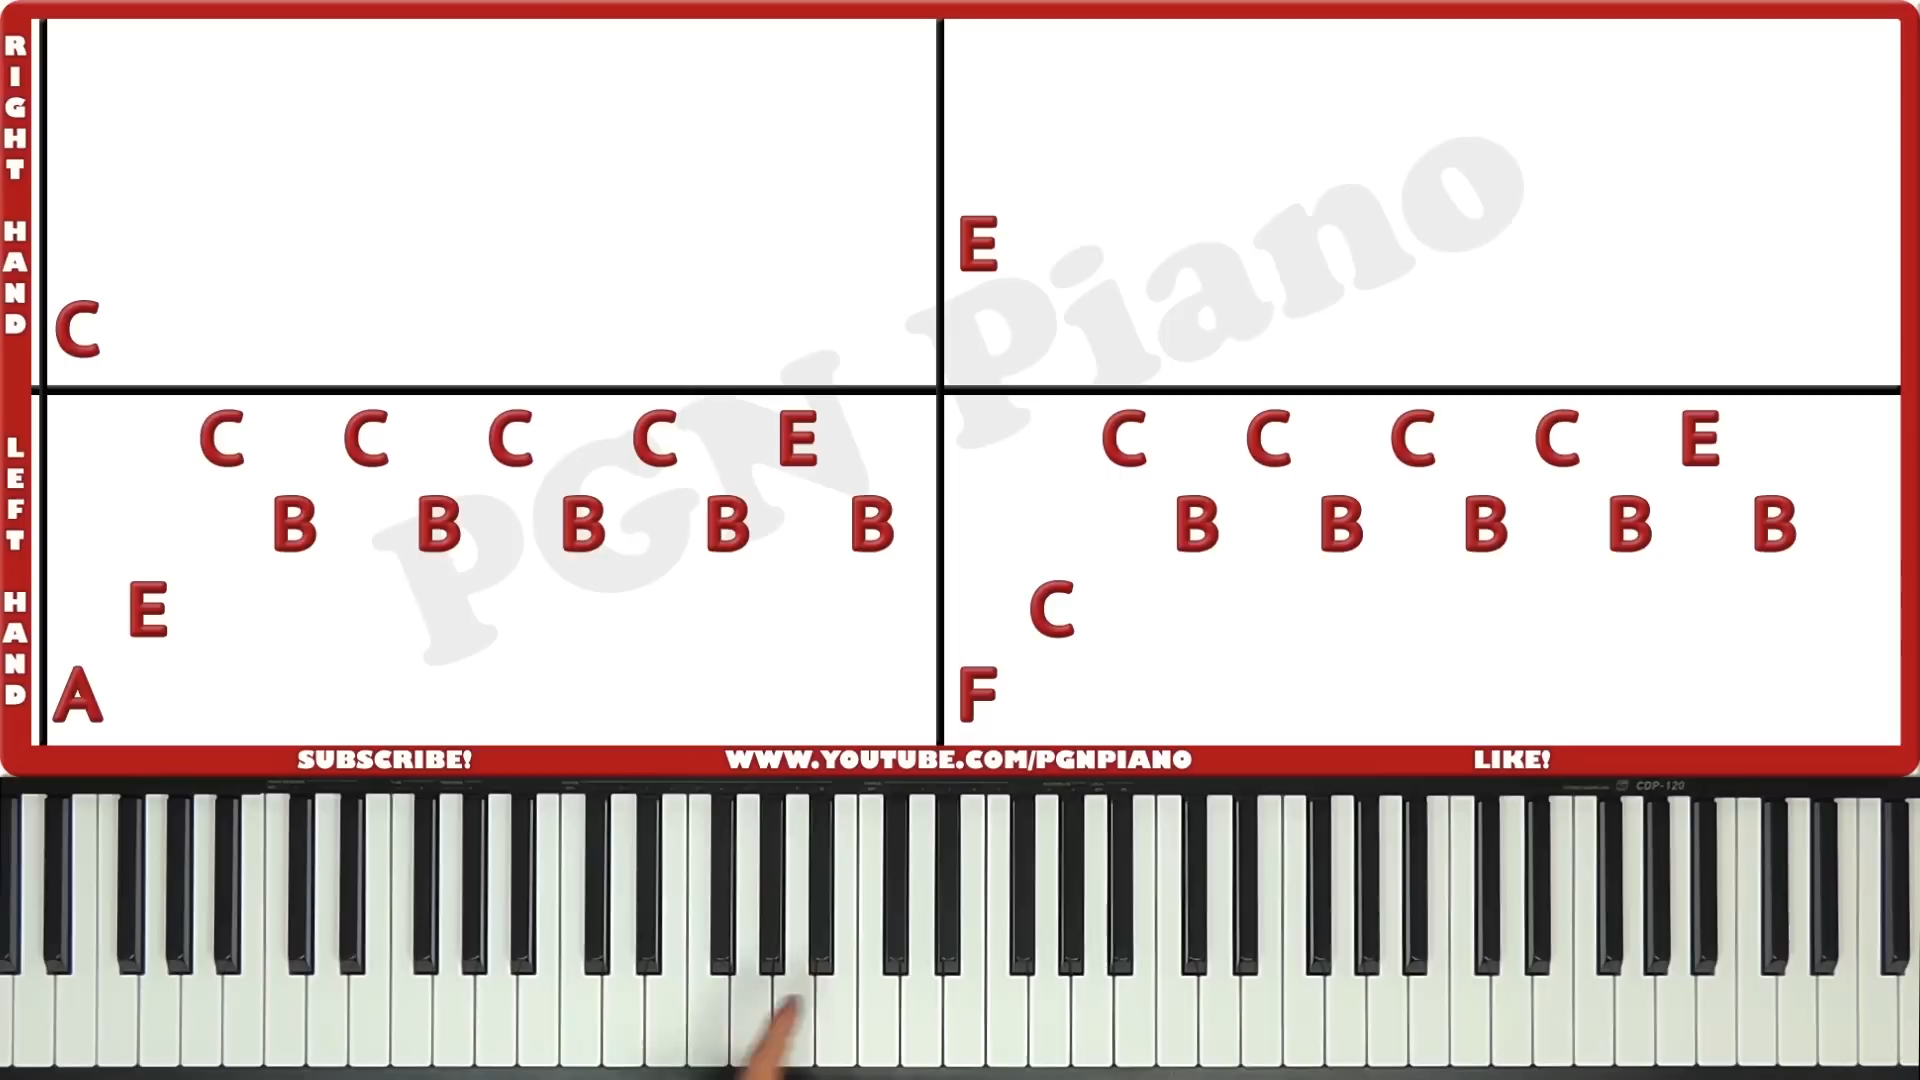 RIGHT HAND
C
E
LEFT HAND
C C C C E
C C C C E
B B B B B
B B B B B
E
C
A
F
PGN Piano
SUBSCRIBE!
WWW.YOUTUBE.COM/PGNPIANO
LIKE!
CDP-120